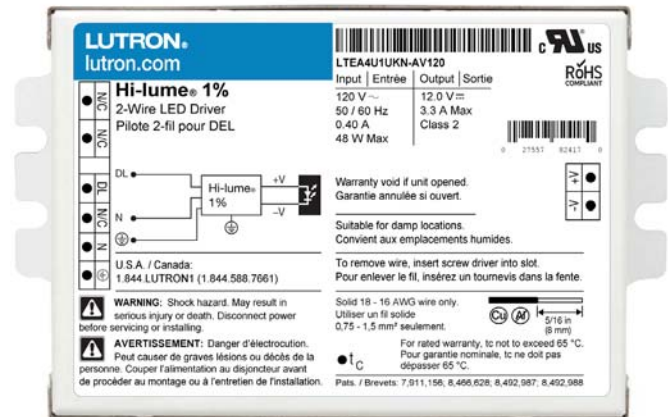 LUTRON®
lutron.com
Hi-lume® 1%
2-Wire LED Driver
Pilote 2-fil pour DEL
N/C
N/C
DL
N/C
N
DL
N
Hi-lume®
1%
+V
–V
U.S.A. / Canada:
1.844.LUTRON1 (1.844.588.7661)
WARNING: Shock hazard. May result in
serious injury or death. Disconnect power
before servicing or installing.
AVERTISSEMENT: Danger d'électrocution.
Peut causer de graves lésions ou décès de la
personne. Couper l'alimentation au disjoncteur avant
de procéder au montage ou à l'entretien de l'installation.
LTEA4U1UKN-AV120
Input | Entrée Output | Sortie
120 V ~ 12.0 V ⎓
50 / 60 Hz 3.3 A Max
0.40 A Class 2
48 W Max
c RU US
RoHS
COMPLIANT
0 27557 82417 0
Warranty void if unit opened.
Garantie annulée si ouvert.
+V
-V
Suitable for damp locations.
Convient aux emplacements humides.
To remove wire, insert screw driver into slot.
Pour enlever le fil, insérez un tournevis dans la fente.
Solid 18 - 16 AWG wire only.
Utiliser un fil solide
0,75 - 1,5 mm² seulement.
Cu Al
5/16 in
(8 mm)
tc
For rated warranty, tc not to exceed 65 °C.
Pour garantie nominale, tc ne doit pas
dépasser 65 °C.
Pats. / Brevets: 7,911,156; 8,466,628; 8,492,987; 8,492,988